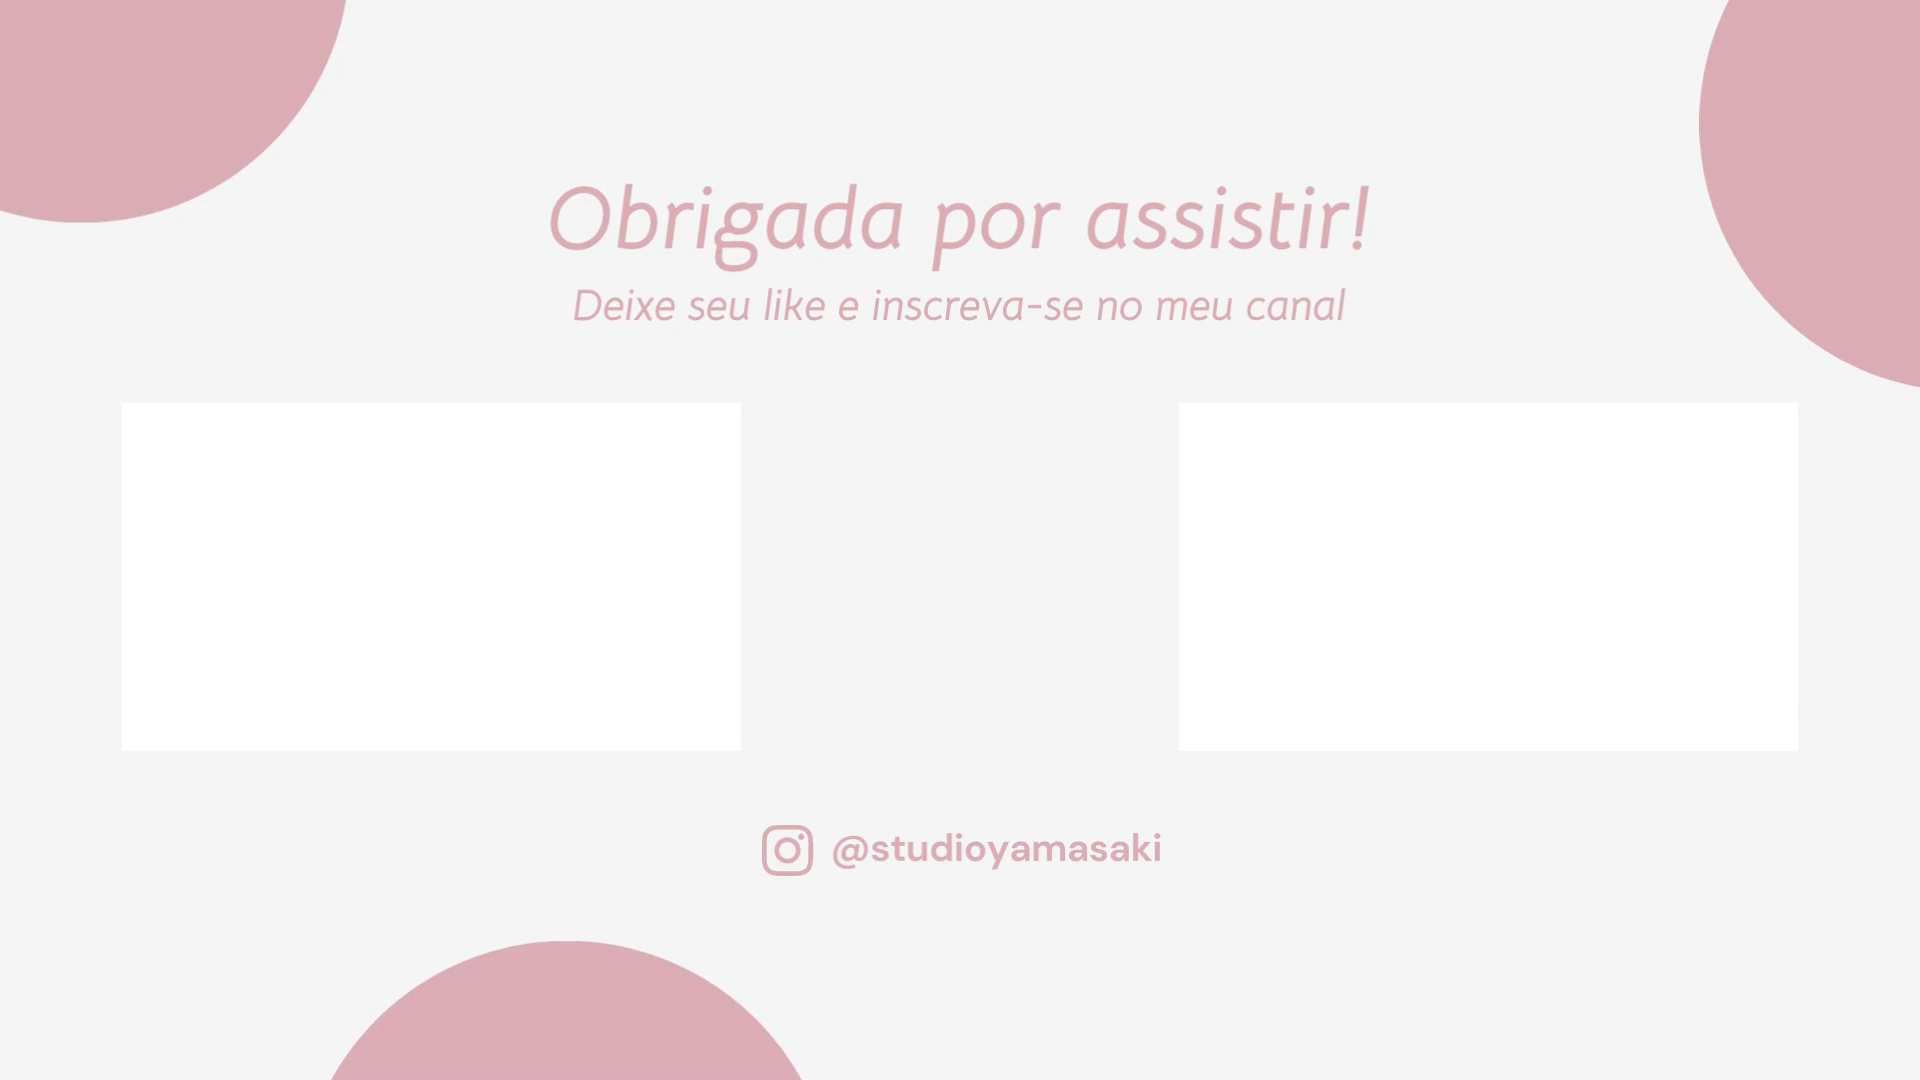 Obrigada por assistir!
Deixe seu like e inscreva-se no meu canal
@studioyamasaki